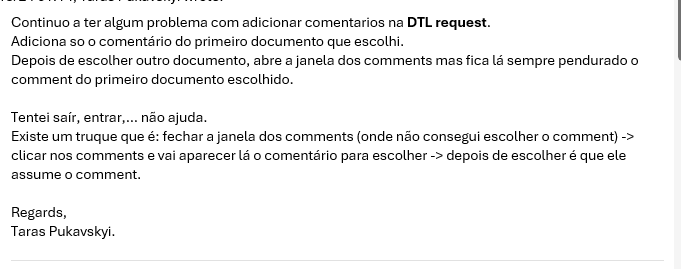 Continuo a ter algum problema com adicionar comentarios na DTL request.
Adiciona so o comentário do primeiro documento que escolhi.
Depois de escolher outro documento, abre a janela dos comments mas fica lá sempre pendurado o
comment do primeiro documento escolhido.
Tentei saír, entrar,... não ajuda.
Existe um truque que é: fechar a janela dos comments (onde não consegui escolher o comment) ->
clicar nos comments e vai aparecer lá o comentário para escolher -> depois de escolher é que ele
assume o comment.
Regards,
Taras Pukavskyi.